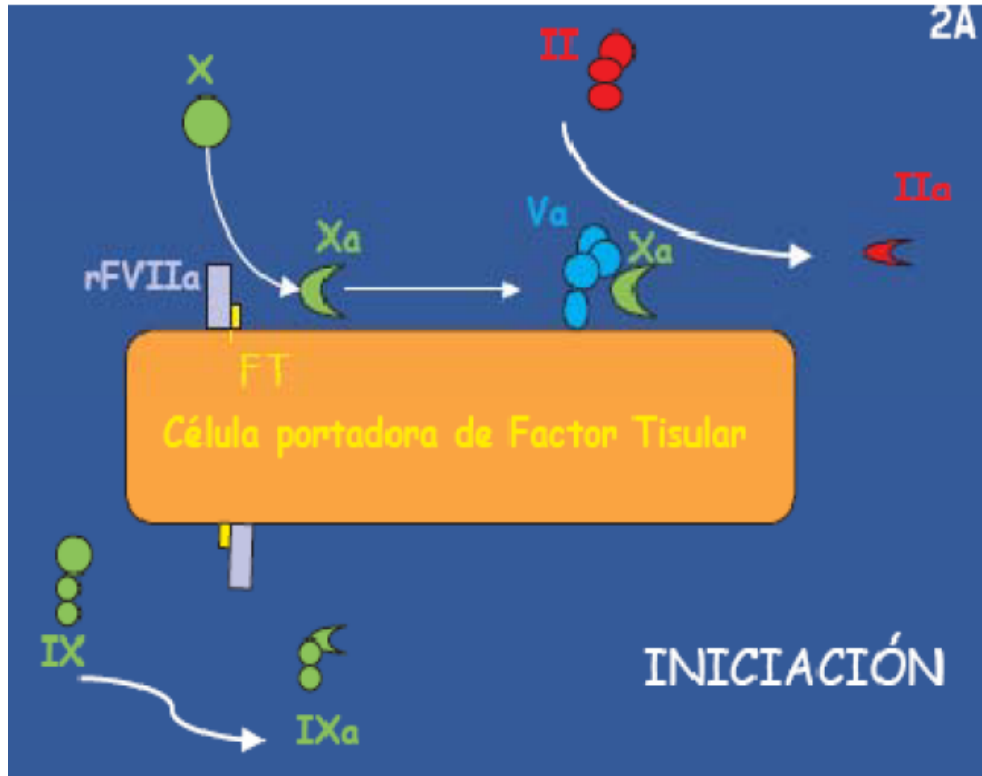 2A
X
II
IIa
Va
Xa
Xa
rFVIIa
FT
Célula portadora de Factor Tisular
IX
INICIACIÓN
IXa